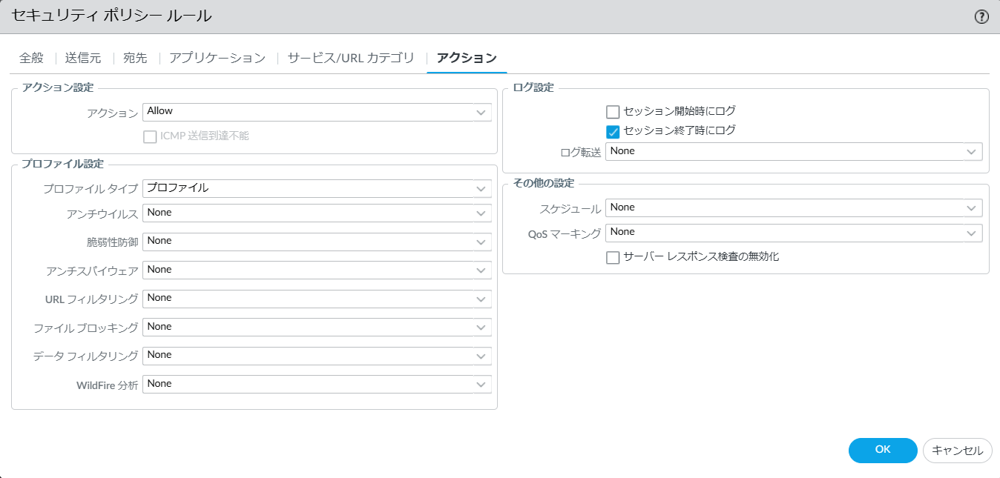 セキュリティ ポリシー ルール
?
全般
送信元
宛先
アプリケーション
サービス/URL カテゴリ
アクション
アクション設定
アクション Allow
ICMP 送信到達不能
プロファイル設定
プロファイル タイプ プロファイル
アンチウイルス None
脆弱性防御 None
アンチスパイウェア None
URL フィルタリング None
ファイル ブロッキング None
データ フィルタリング None
WildFire 分析 None
ログ設定
セッション開始時にログ
セッション終了時にログ
ログ転送 None
その他の設定
スケジュール None
QoS マーキング None
サーバー レスポンス検査の無効化
OK
キャンセル